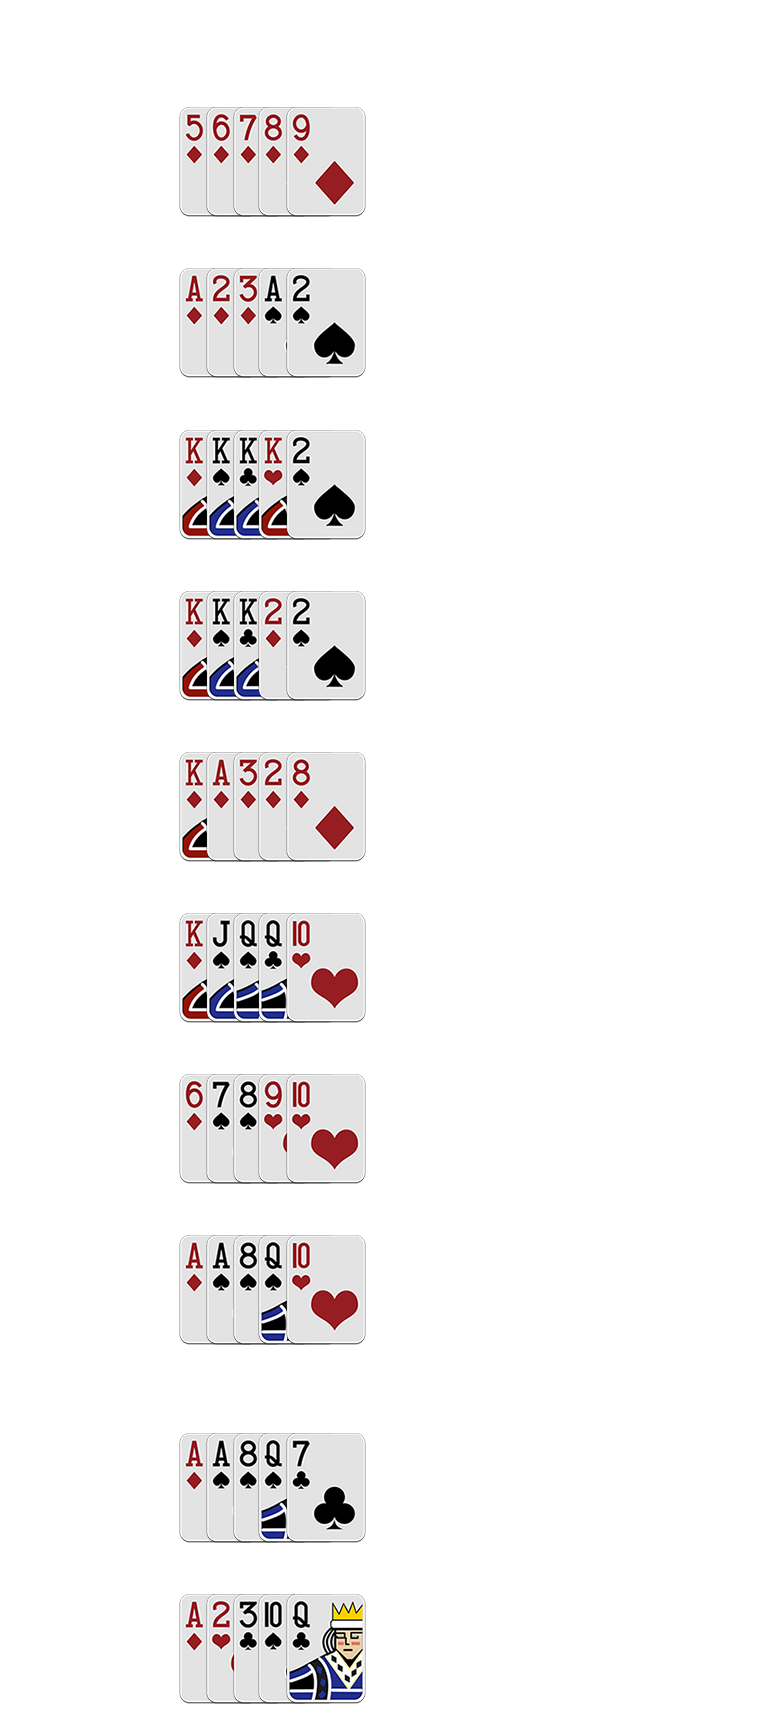 5 6 7 8 9
A 2 3 A 2
K K K K 2
K K K 2 2
K A 3 2 8
K J Q Q 10
6 7 8 9 10
A A 8 Q 10
A A 8 Q 7
A 2 3 10 Q